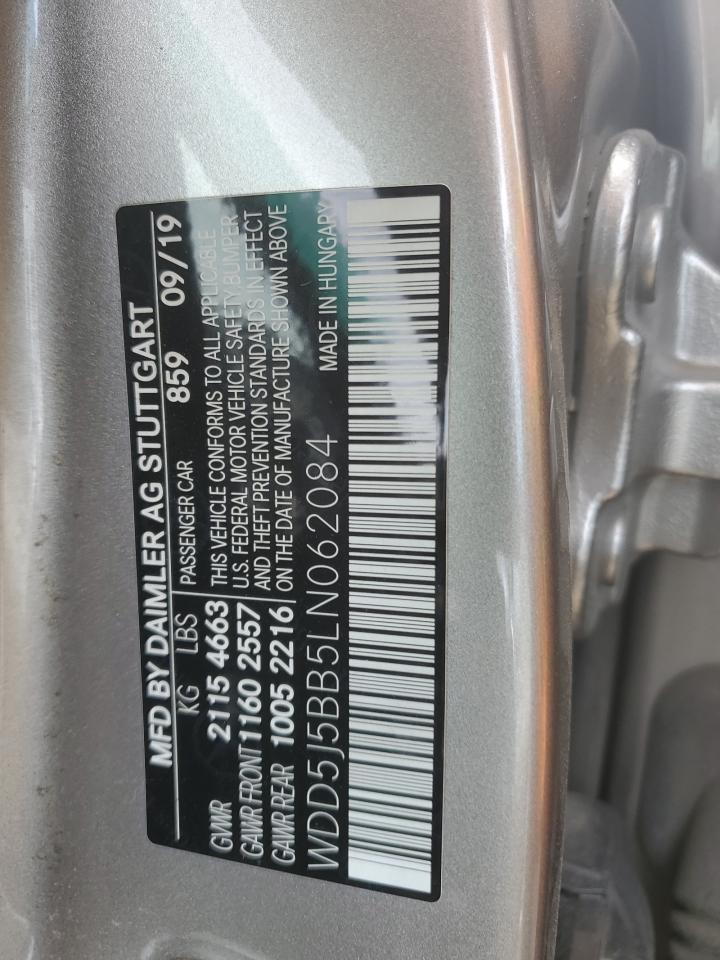 MFD BY DAIMLER AG STUTTGART
KG LBS PASSENGER CAR 859 09/19
GVWR 2115 4663
GAWR FRONT 1160 2557
GAWR REAR 1005 2216
THIS VEHICLE CONFORMS TO ALL APPLICABLE
U.S. FEDERAL MOTOR VEHICLE SAFETY, BUMPER
AND THEFT PREVENTION STANDARDS IN EFFECT
ON THE DATE OF MANUFACTURE SHOWN ABOVE
WDD5J5BB5LN062084 MADE IN HUNGARY